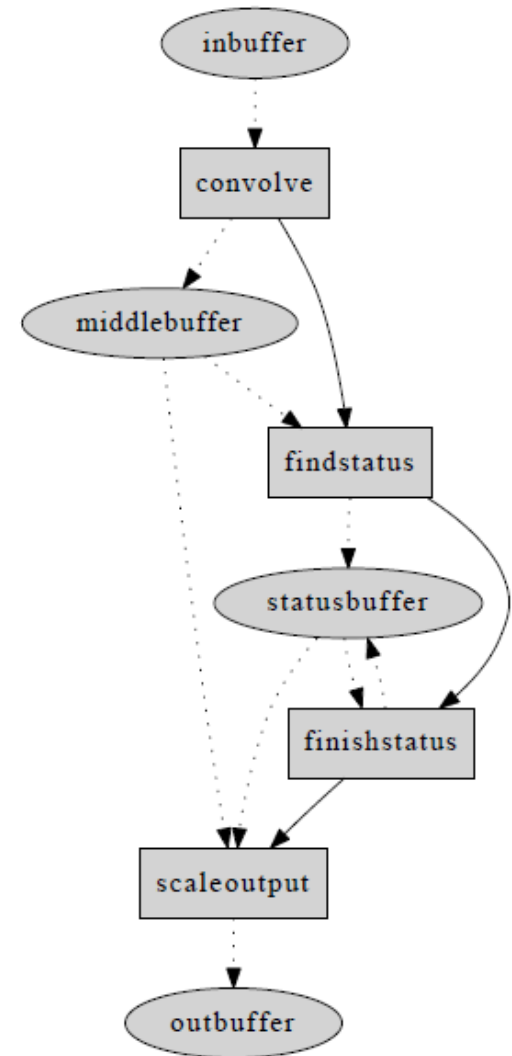 inbuffer
convolve
middlebuffer
findstatus
statusbuffer
finishstatus
scaleoutput
outbuffer